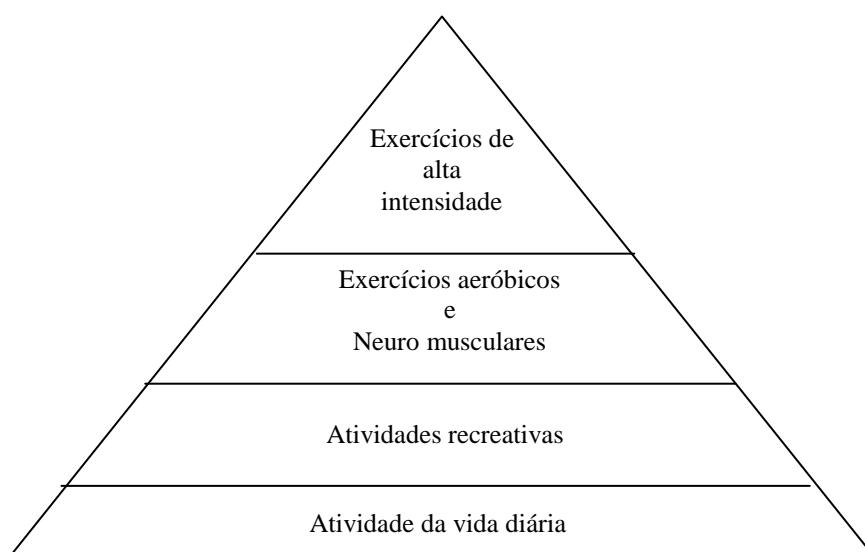 Exercícios de
alta
intensidade
Exercícios aeróbicos
e
Neuro musculares
Atividades recreativas
Atividade da vida diária